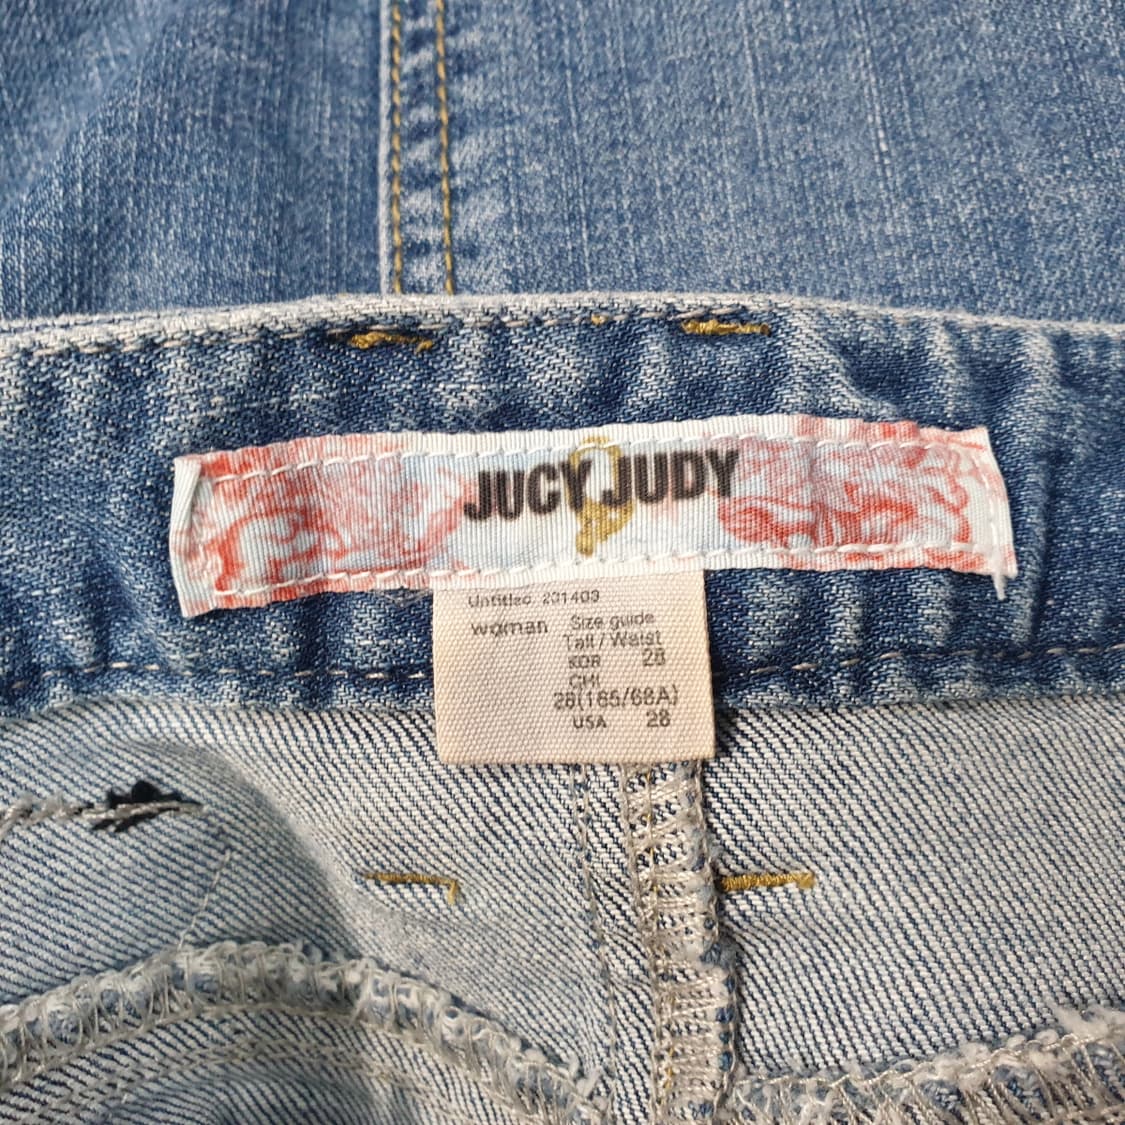 JUCY JUDY
Untitled 231403
woman Size guide
Tall / Waist
KOR 28
CHI
28(165/68A)
USA 28